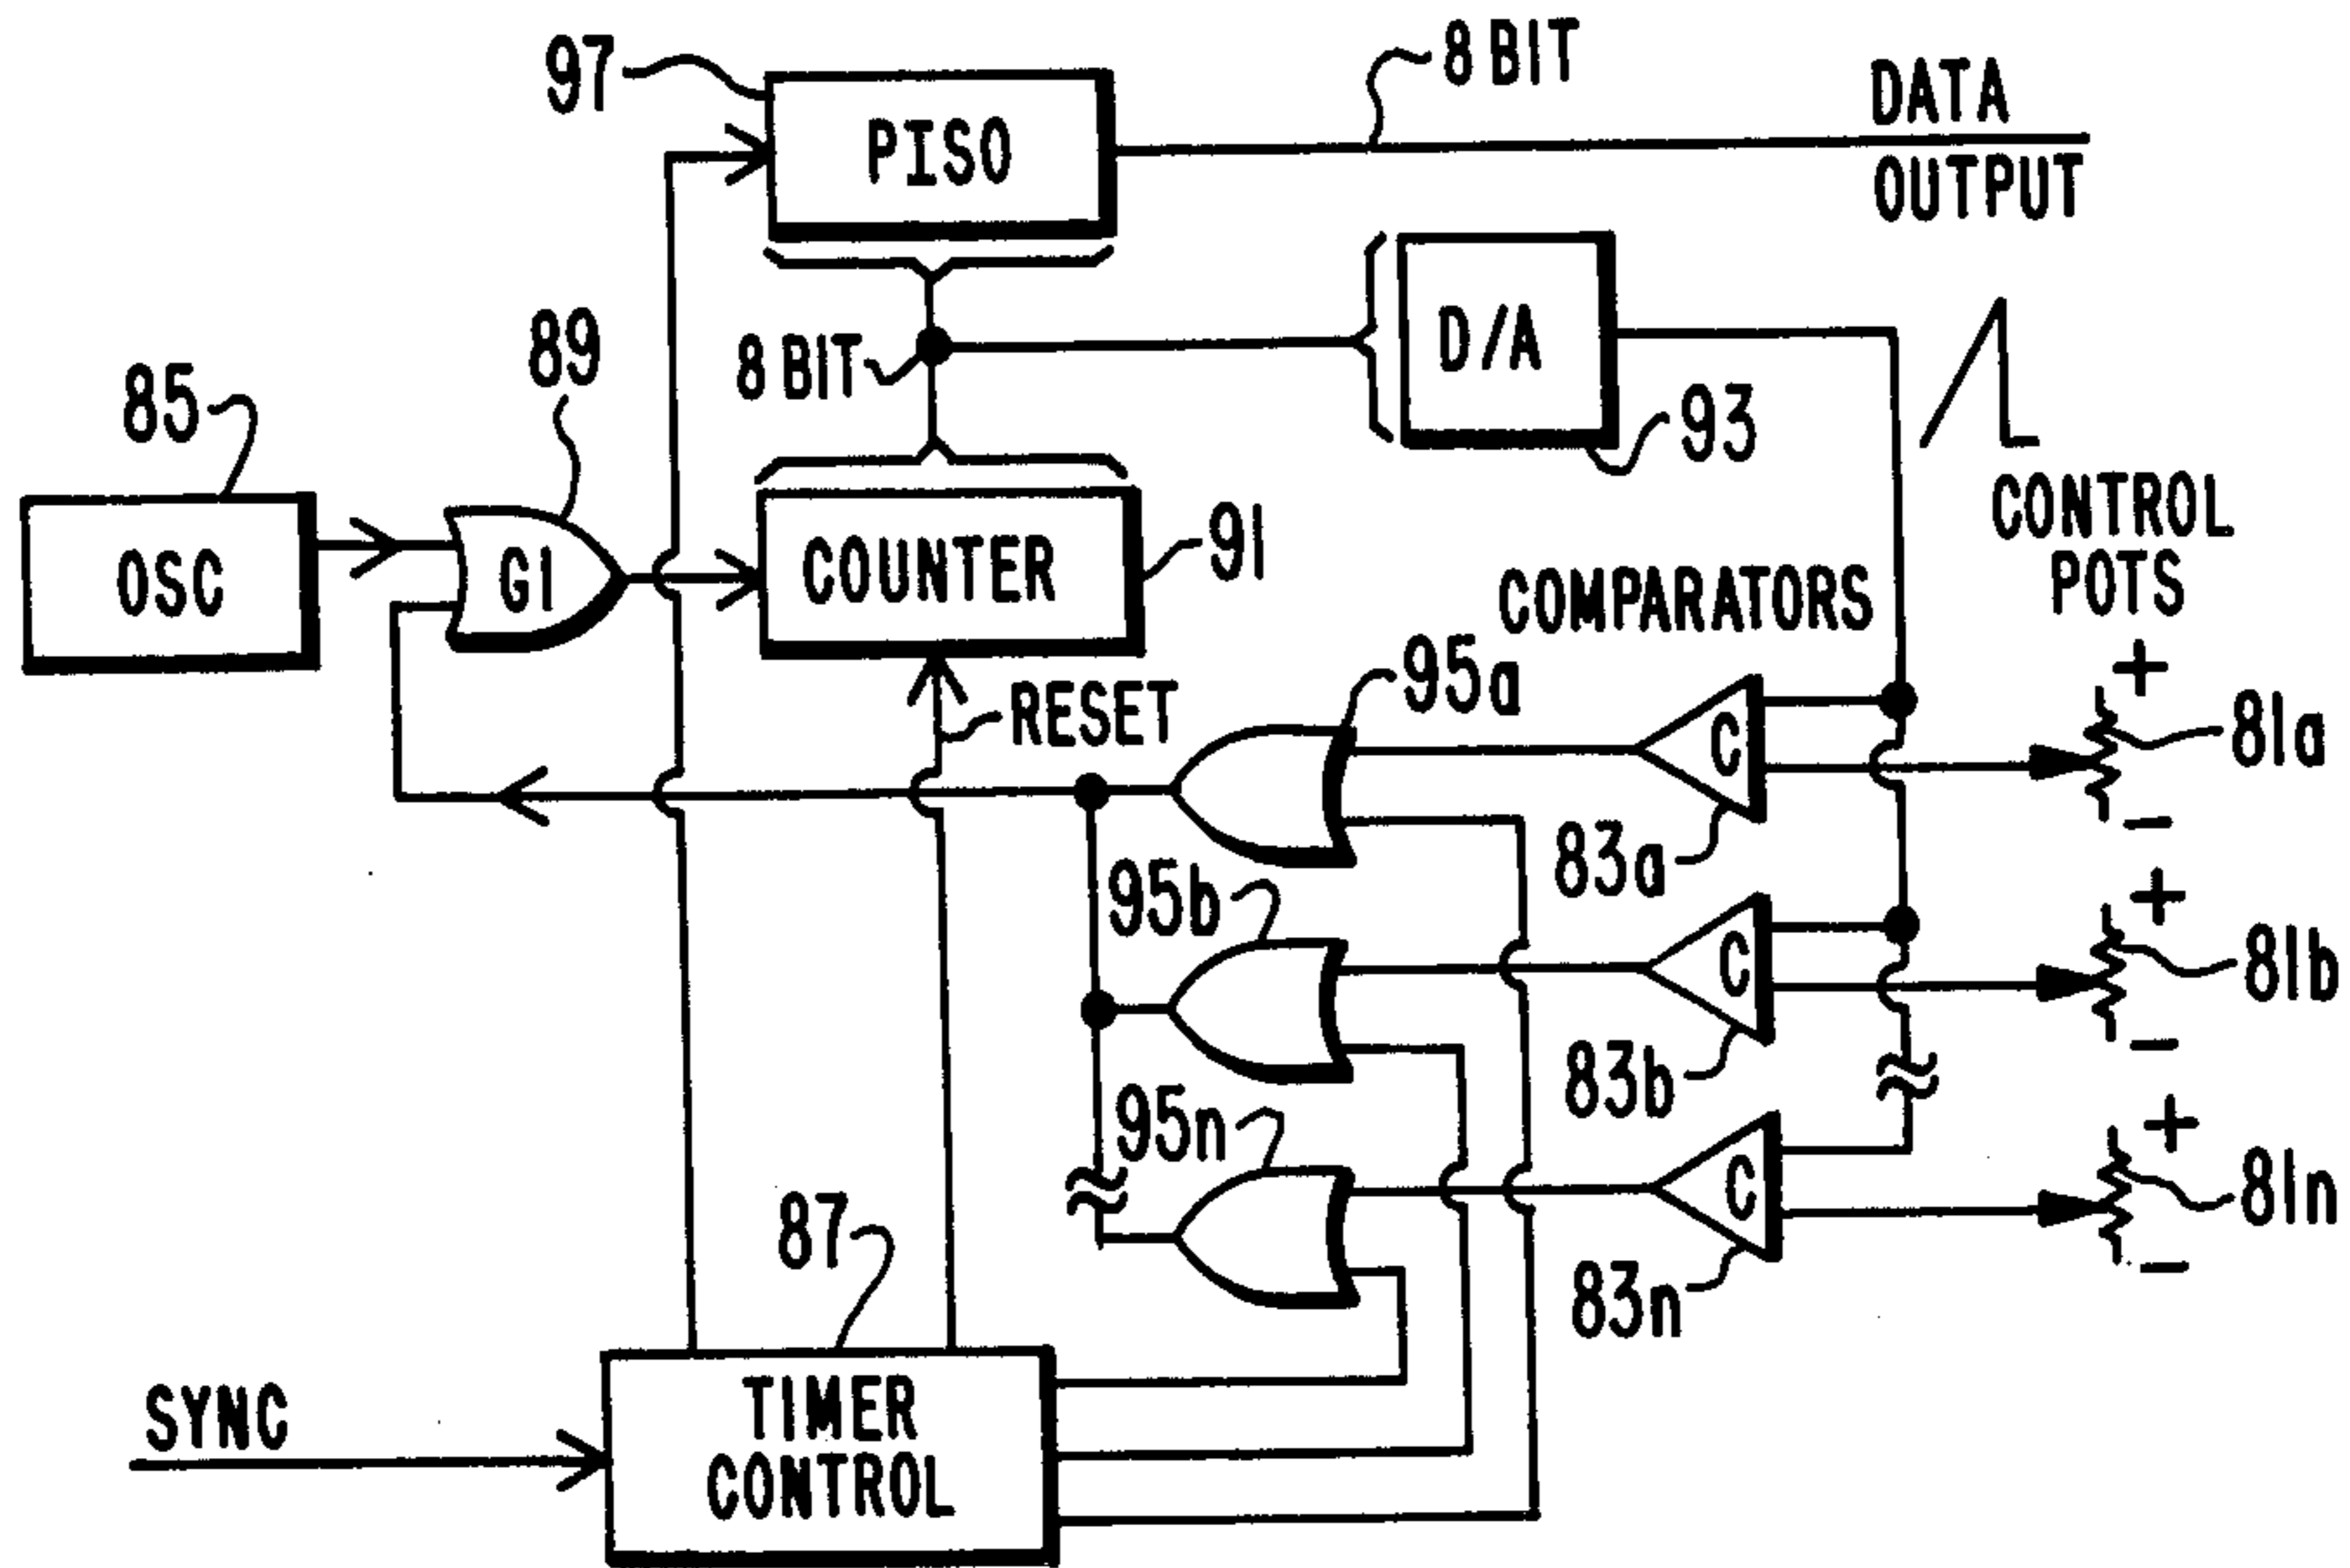 97
PISO
8 BIT
DATA
OUTPUT
8 BIT
D/A
93
85
89
OSC
G1
COUNTER
91
CONTROL
POTS
COMPARATORS
RESET
95a
C
83a
+
81a
−
95b
C
83b
+
81b
−
95n
C
83n
+
81n
−
87
SYNC
TIMER
CONTROL